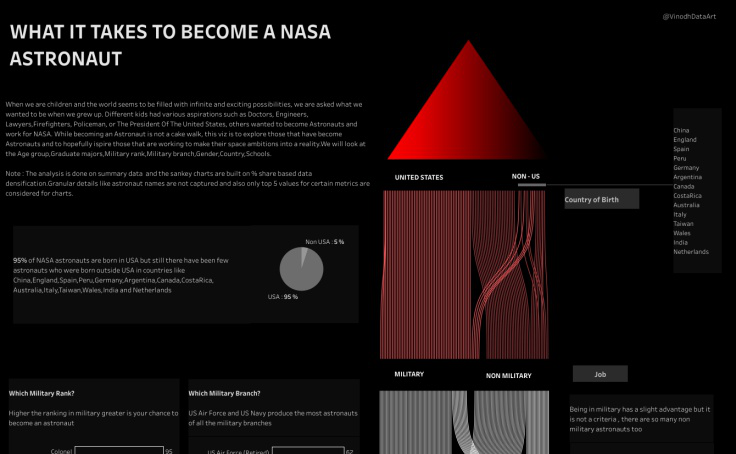 @VinodhDataArt
WHAT IT TAKES TO BECOME A NASA
ASTRONAUT
When we are children and the world seems to be filled with infinite and exciting possibilities, we are asked what we
wanted to be when we grew up. Different kids had various aspirations such as Doctors, Engineers,
Lawyers,Firefighters, Policeman, or The President Of The United States, others wanted to become Astronauts and
work for NASA. While becoming an Astronaut is not a cake walk, this viz is to explore those that have become
Astronauts and to hopefully spire those that are working to make their space ambitions into a reality.We will look at
the Age group,Graduate majors,Military rank,Military branch,Gender,Country,Schools.
Note : The analysis is done on summary data and the sankey charts are built on % share based data
densification.Granular details like astronaut names are not captured and also only top 5 values for certain metrics are
considered for charts.
95% of NASA astronauts are born in USA but still there have been few
astronauts who were born outside USA in countries like
China,England,Spain,Peru,Germany,Argentina,Canada,CostaRica,
Australia,Italy,Taiwan,Wales,India and Netherlands
Non USA : 5 %
USA : 95 %
UNITED STATES
NON - US
Country of Birth
China
England
Spain
Peru
Germany
Argentina
Canada
CostaRica
Australia
Italy
Taiwan
Wales
India
Netherlands
MILITARY
NON MILITARY
Job
Being in military has a slight advantage but it
is not a criteria , there are so many non
military astronauts too
Which Military Rank?
Higher the ranking in military greater is your chance to
become an astronaut
Colonel 95
Which Military Branch?
US Air Force and US Navy produce the most astronauts
of all the military branches
US Air Force (Retired) 62